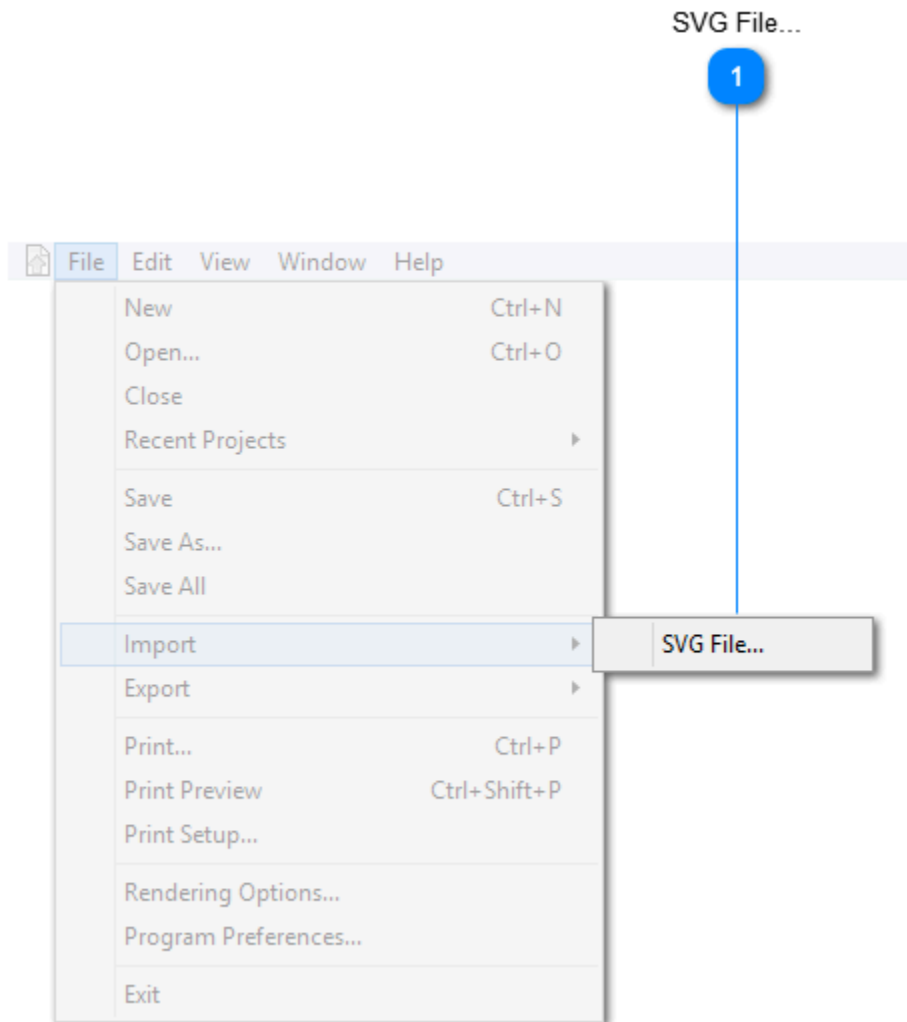 SVG File...
1
File Edit View Window Help
New Ctrl+N
Open... Ctrl+O
Close
Recent Projects
Save Ctrl+S
Save As...
Save All
Import
SVG File...
Export
Print... Ctrl+P
Print Preview Ctrl+Shift+P
Print Setup...
Rendering Options...
Program Preferences...
Exit